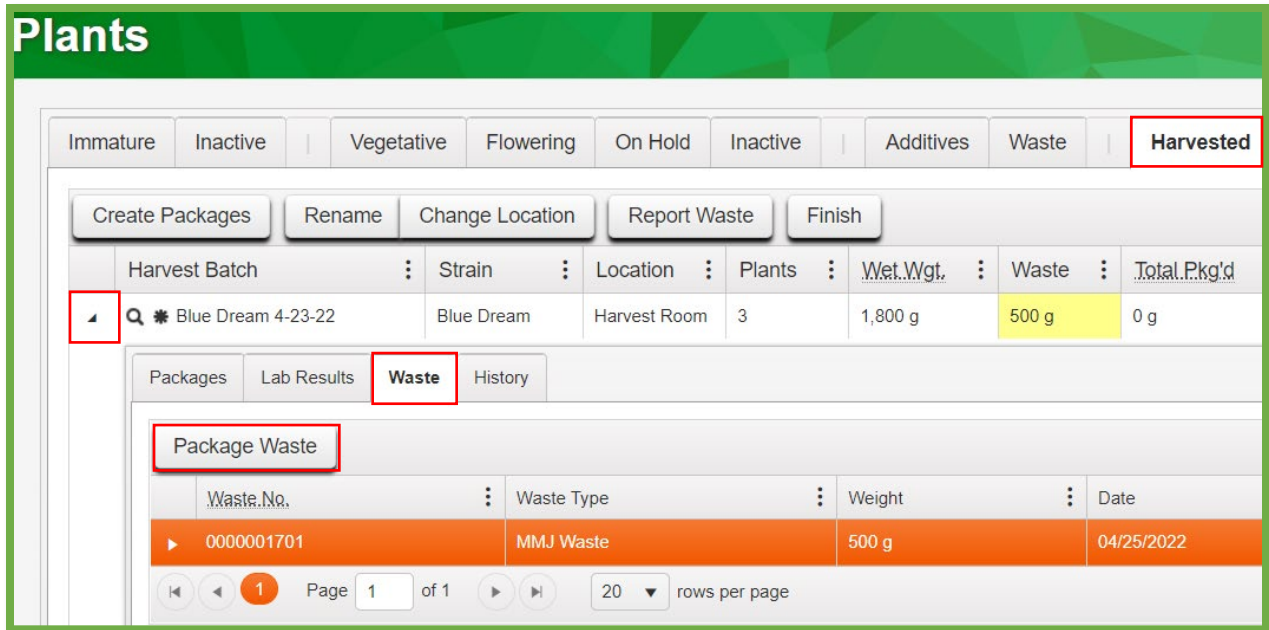 Plants
Immature Inactive | Vegetative Flowering On Hold Inactive | Additives Waste | Harvested
Create Packages Rename Change Location Report Waste Finish
Harvest Batch Strain Location Plants Wet Wgt. Waste Total Pkg'd
Blue Dream 4-23-22 Blue Dream Harvest Room 3 1,800 g 500 g 0 g
Packages Lab Results Waste History
Package Waste
Waste No. Waste Type Weight Date
0000001701 MMJ Waste 500 g 04/25/2022
1 Page 1 of 1 20 rows per page